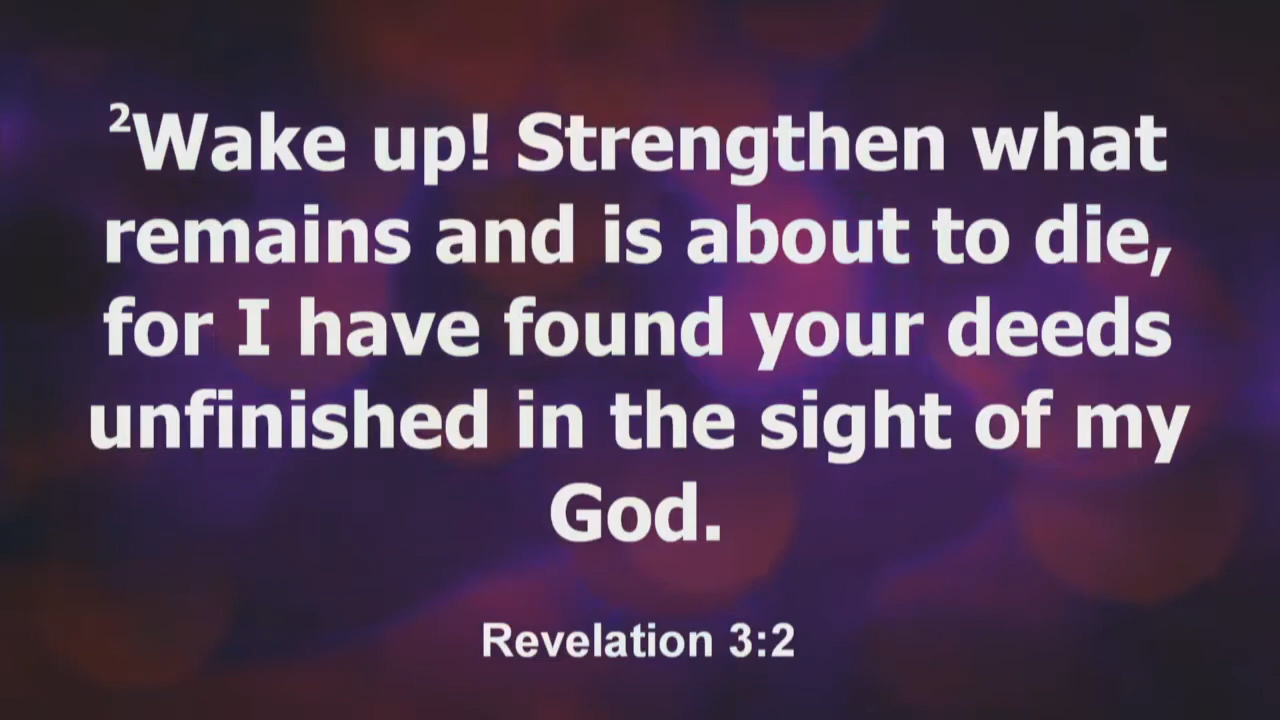 ²Wake up! Strengthen what
remains and is about to die,
for I have found your deeds
unfinished in the sight of my
God.
Revelation 3:2